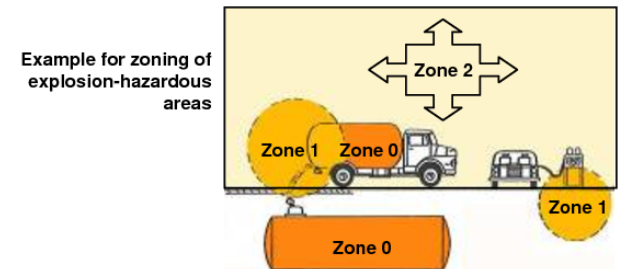 Example for zoning of
explosion-hazardous
areas
Zone 2
Zone 1
Zone 0
Zone 1
Zone 0